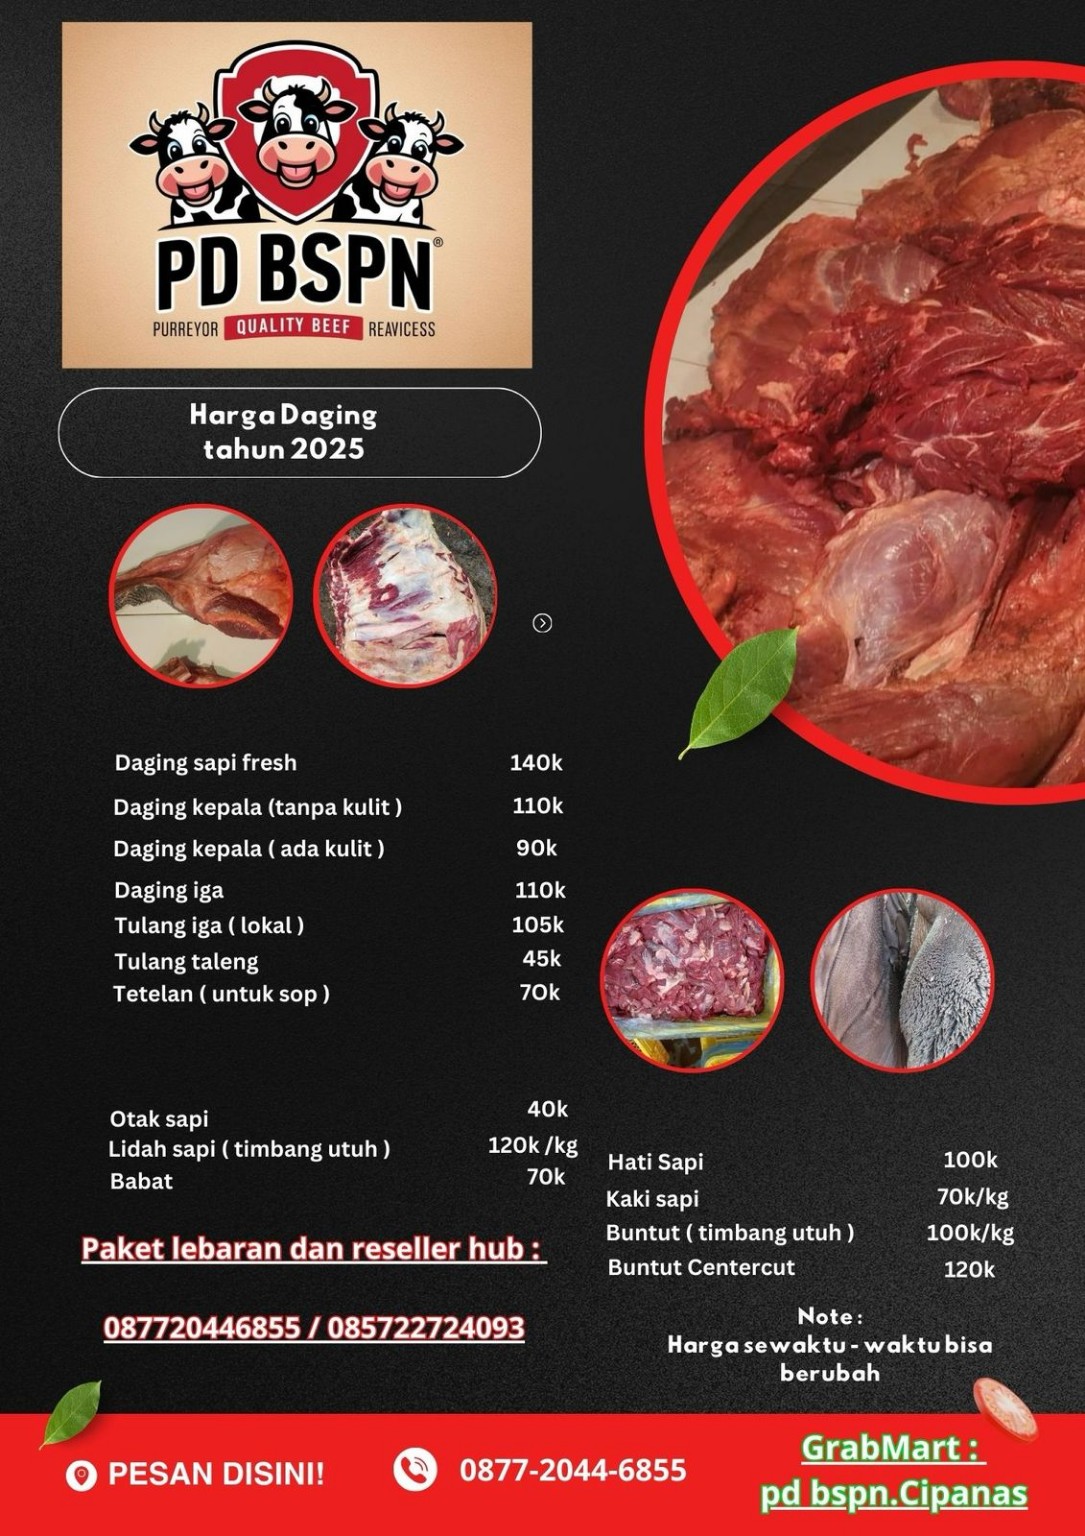 PD BSPN®
PURREYOR QUALITY BEEF REAVICESS
Harga Daging
tahun 2025
Daging sapi fresh 140k
Daging kepala (tanpa kulit ) 110k
Daging kepala ( ada kulit ) 90k
Daging iga 110k
Tulang iga ( lokal ) 105k
Tulang taleng 45k
Tetelan ( untuk sop ) 70k
Otak sapi 40k
Lidah sapi ( timbang utuh ) 120k /kg
Babat 70k
Hati Sapi 100k
Kaki sapi 70k/kg
Buntut ( timbang utuh ) 100k/kg
Buntut Centercut 120k
Paket lebaran dan reseller hub :
087720446855 / 085722724093
Note :
Harga sewaktu - waktu bisa
berubah
PESAN DISINI!
0877-2044-6855
GrabMart :
pd bspn.Cipanas